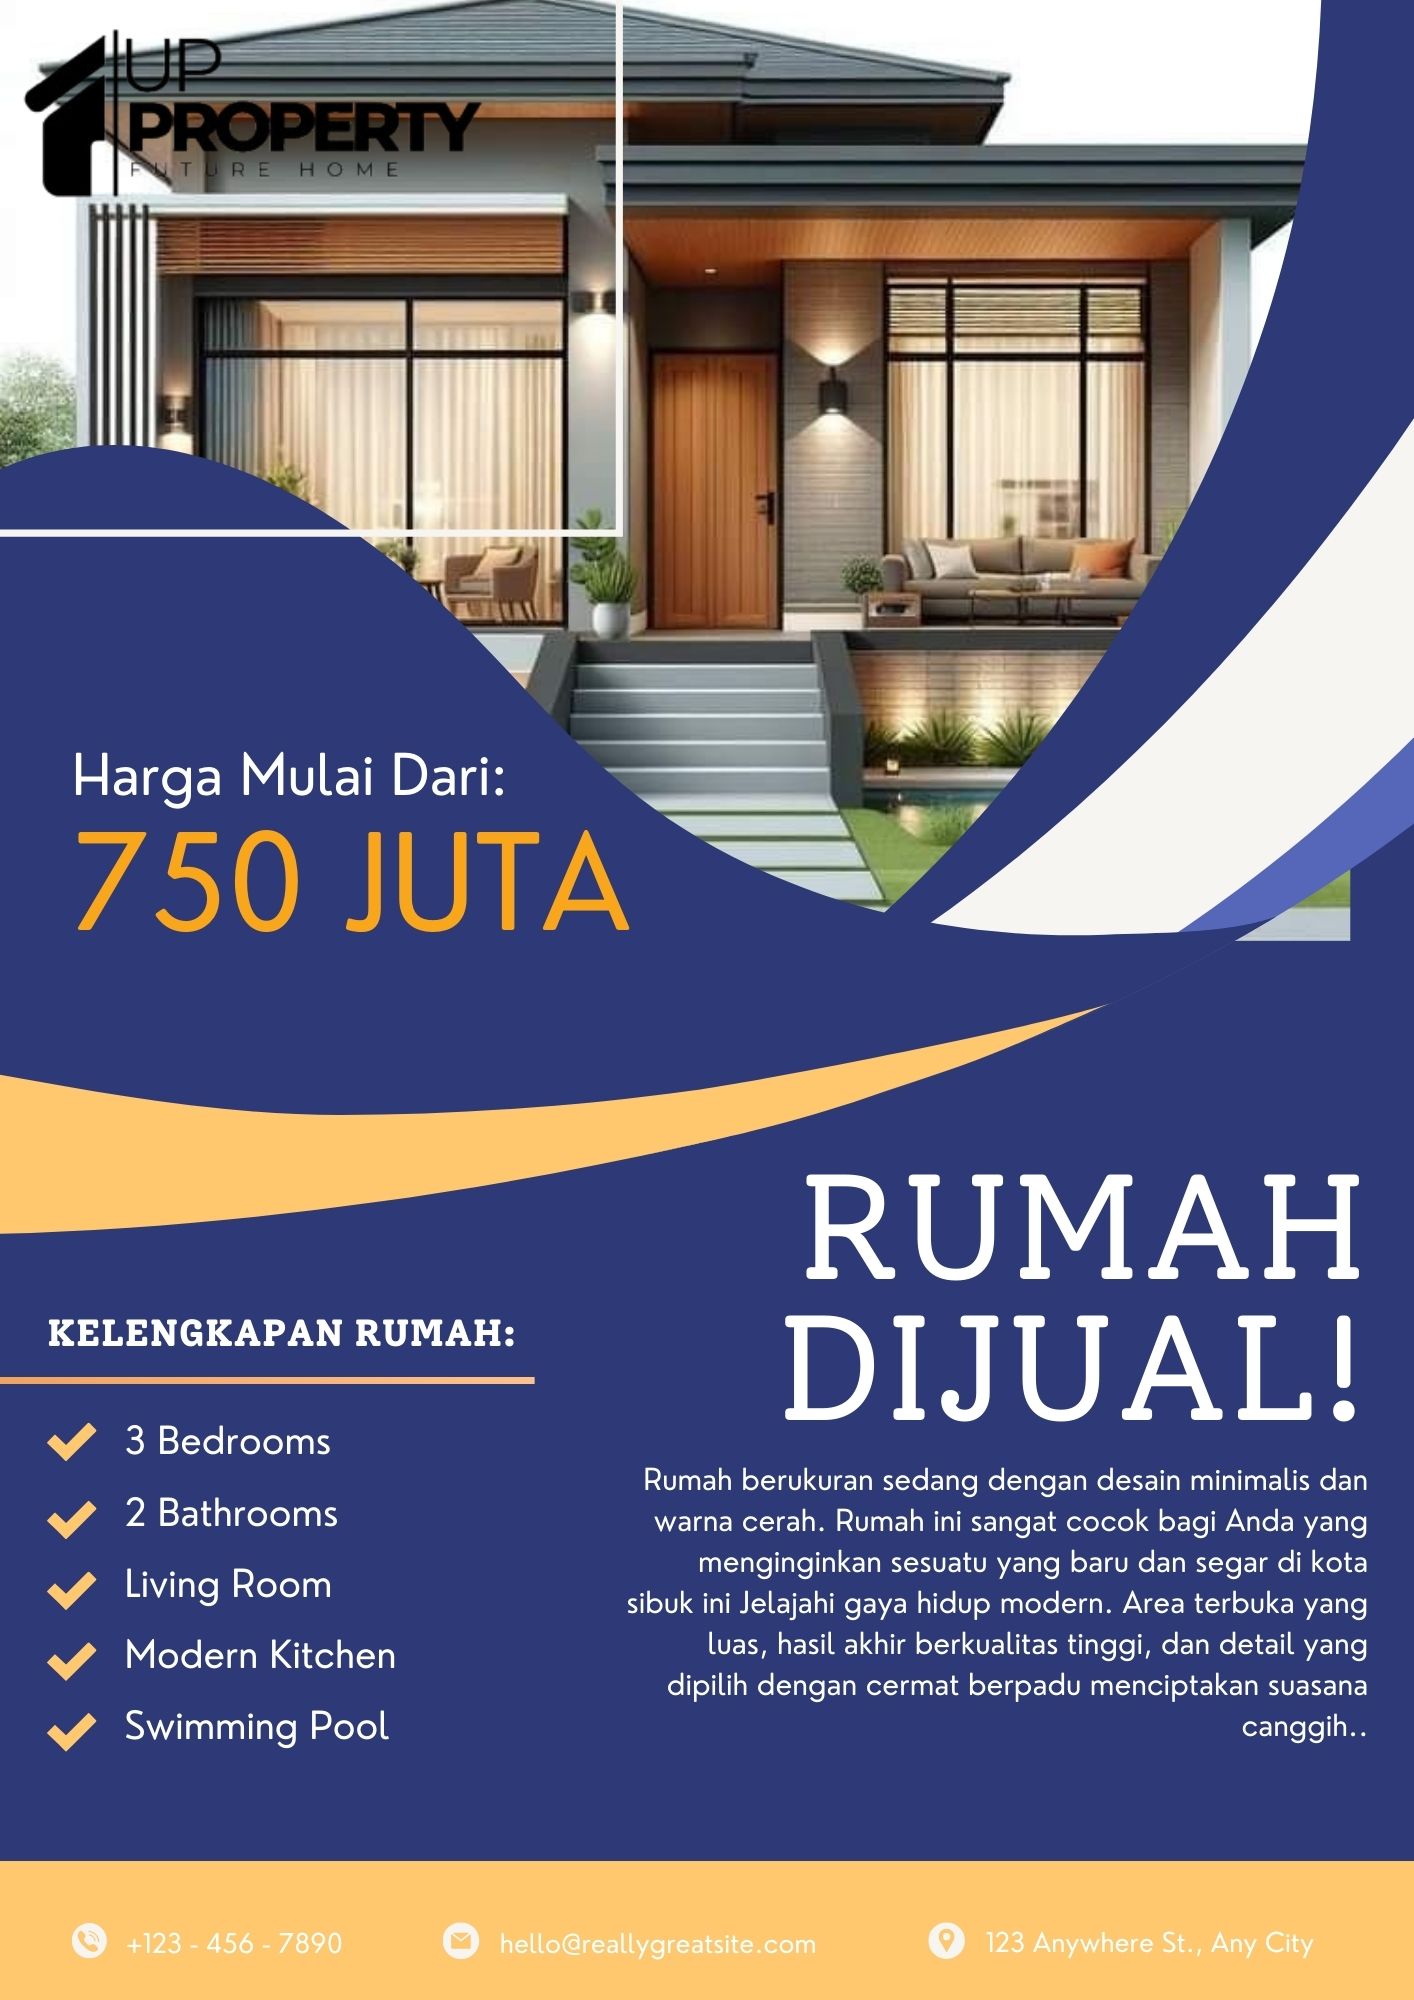 UP
PROPERTY
FUTURE HOME
Harga Mulai Dari:
750 JUTA
RUMAH
DIJUAL!
KELENGKAPAN RUMAH:
3 Bedrooms
2 Bathrooms
Living Room
Modern Kitchen
Swimming Pool
Rumah berukuran sedang dengan desain minimalis dan
warna cerah. Rumah ini sangat cocok bagi Anda yang
menginginkan sesuatu yang baru dan segar di kota
sibuk ini Jelajahi gaya hidup modern. Area terbuka yang
luas, hasil akhir berkualitas tinggi, dan detail yang
dipilih dengan cermat berpadu menciptakan suasana
canggih..
+123 - 456 - 7890
hello@reallygreatsite.com
123 Anywhere St., Any City